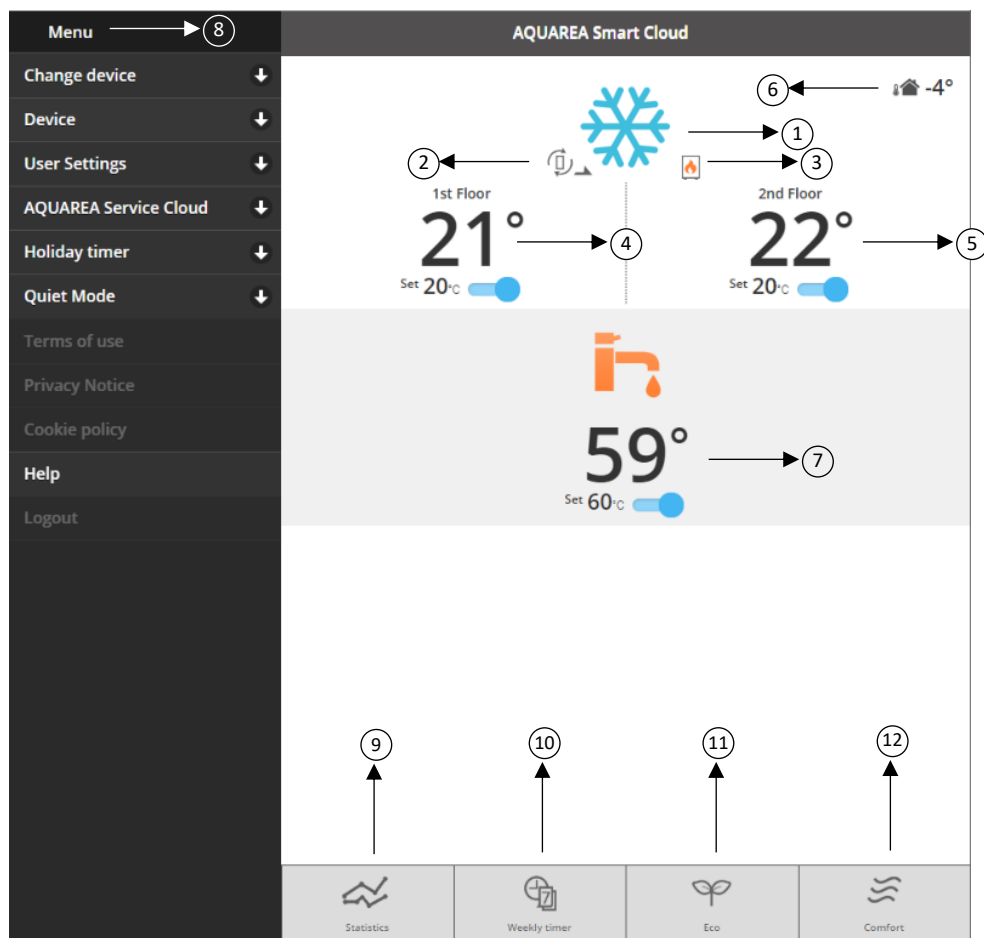 Menu
8
AQUAREA Smart Cloud
Change device
Device
User Settings
AQUAREA Service Cloud
Holiday timer
Quiet Mode
Terms of use
Privacy Notice
Cookie policy
Help
Logout
6
-4°
1
2
3
1st Floor
21°
4
Set 20°C
2nd Floor
22°
5
Set 20°C
59°
7
Set 60°C
9
10
11
12
7
Statistics
Weekly timer
Eco
Comfort